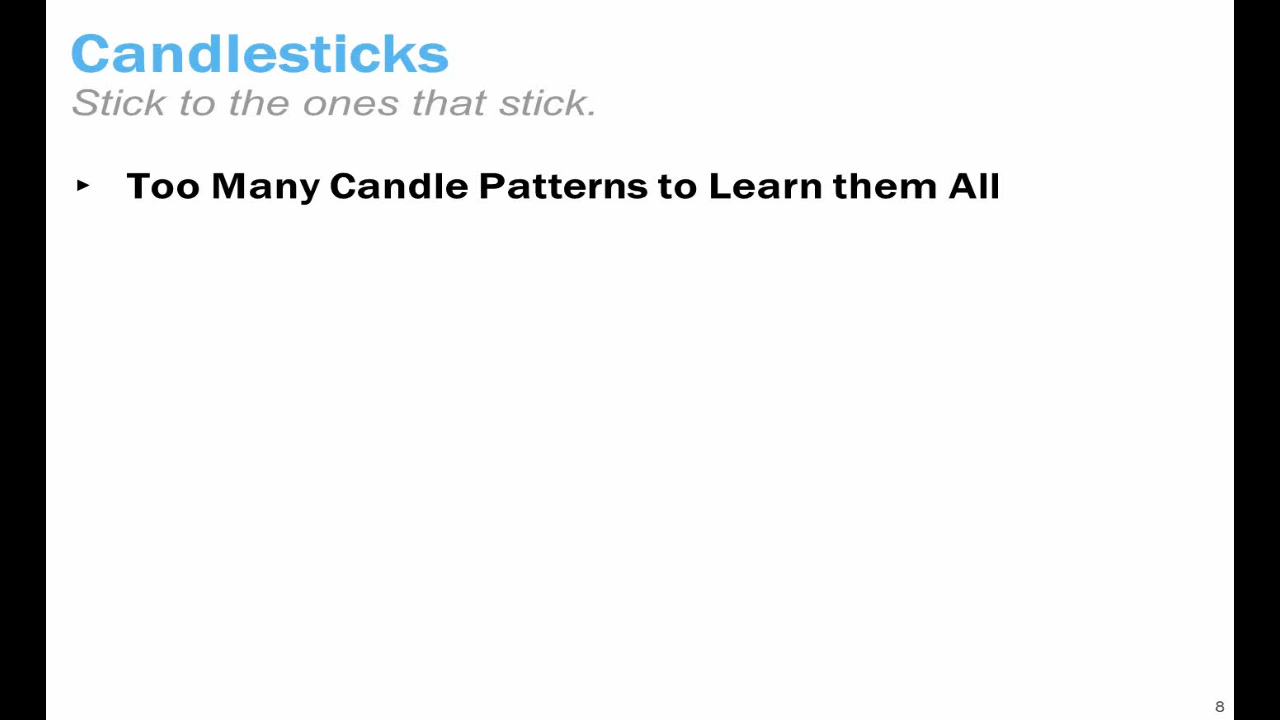 Candlesticks
Stick to the ones that stick.
▸ Too Many Candle Patterns to Learn them All
8